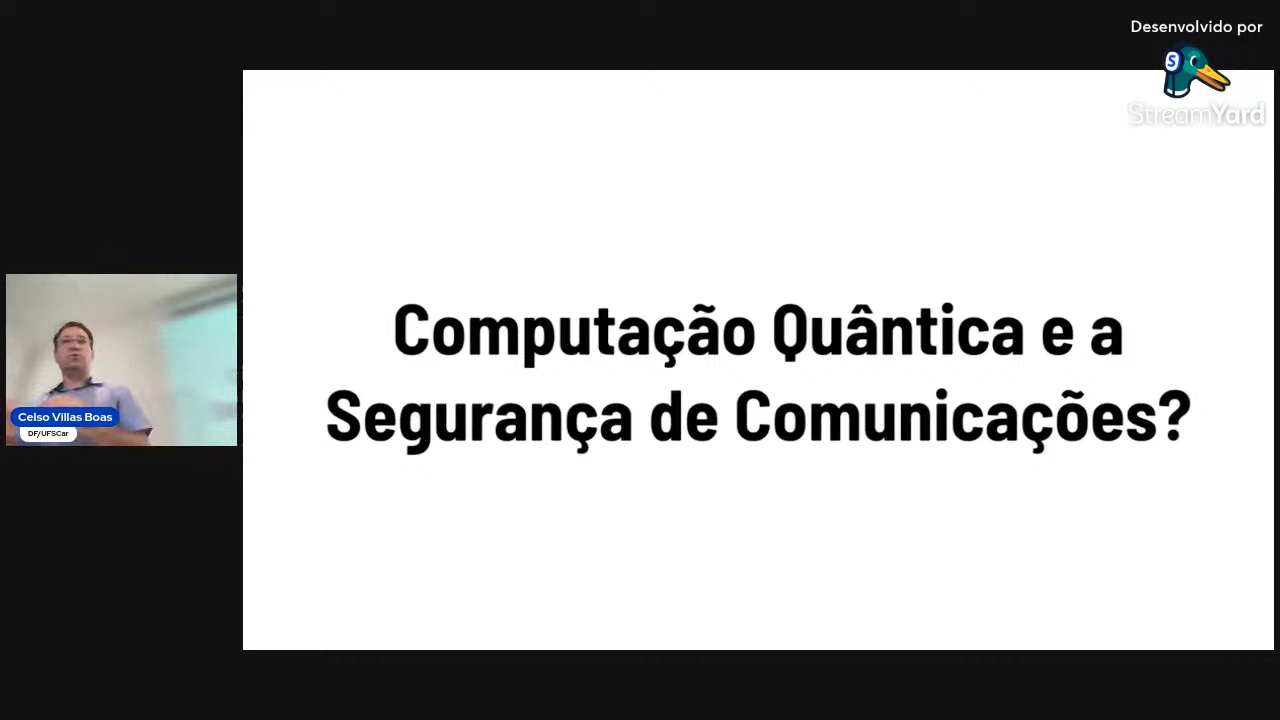 Desenvolvido por
StreamYard
Computação Quântica e a
Segurança de Comunicações?
Celso Villas Boas
DF/UFSCar